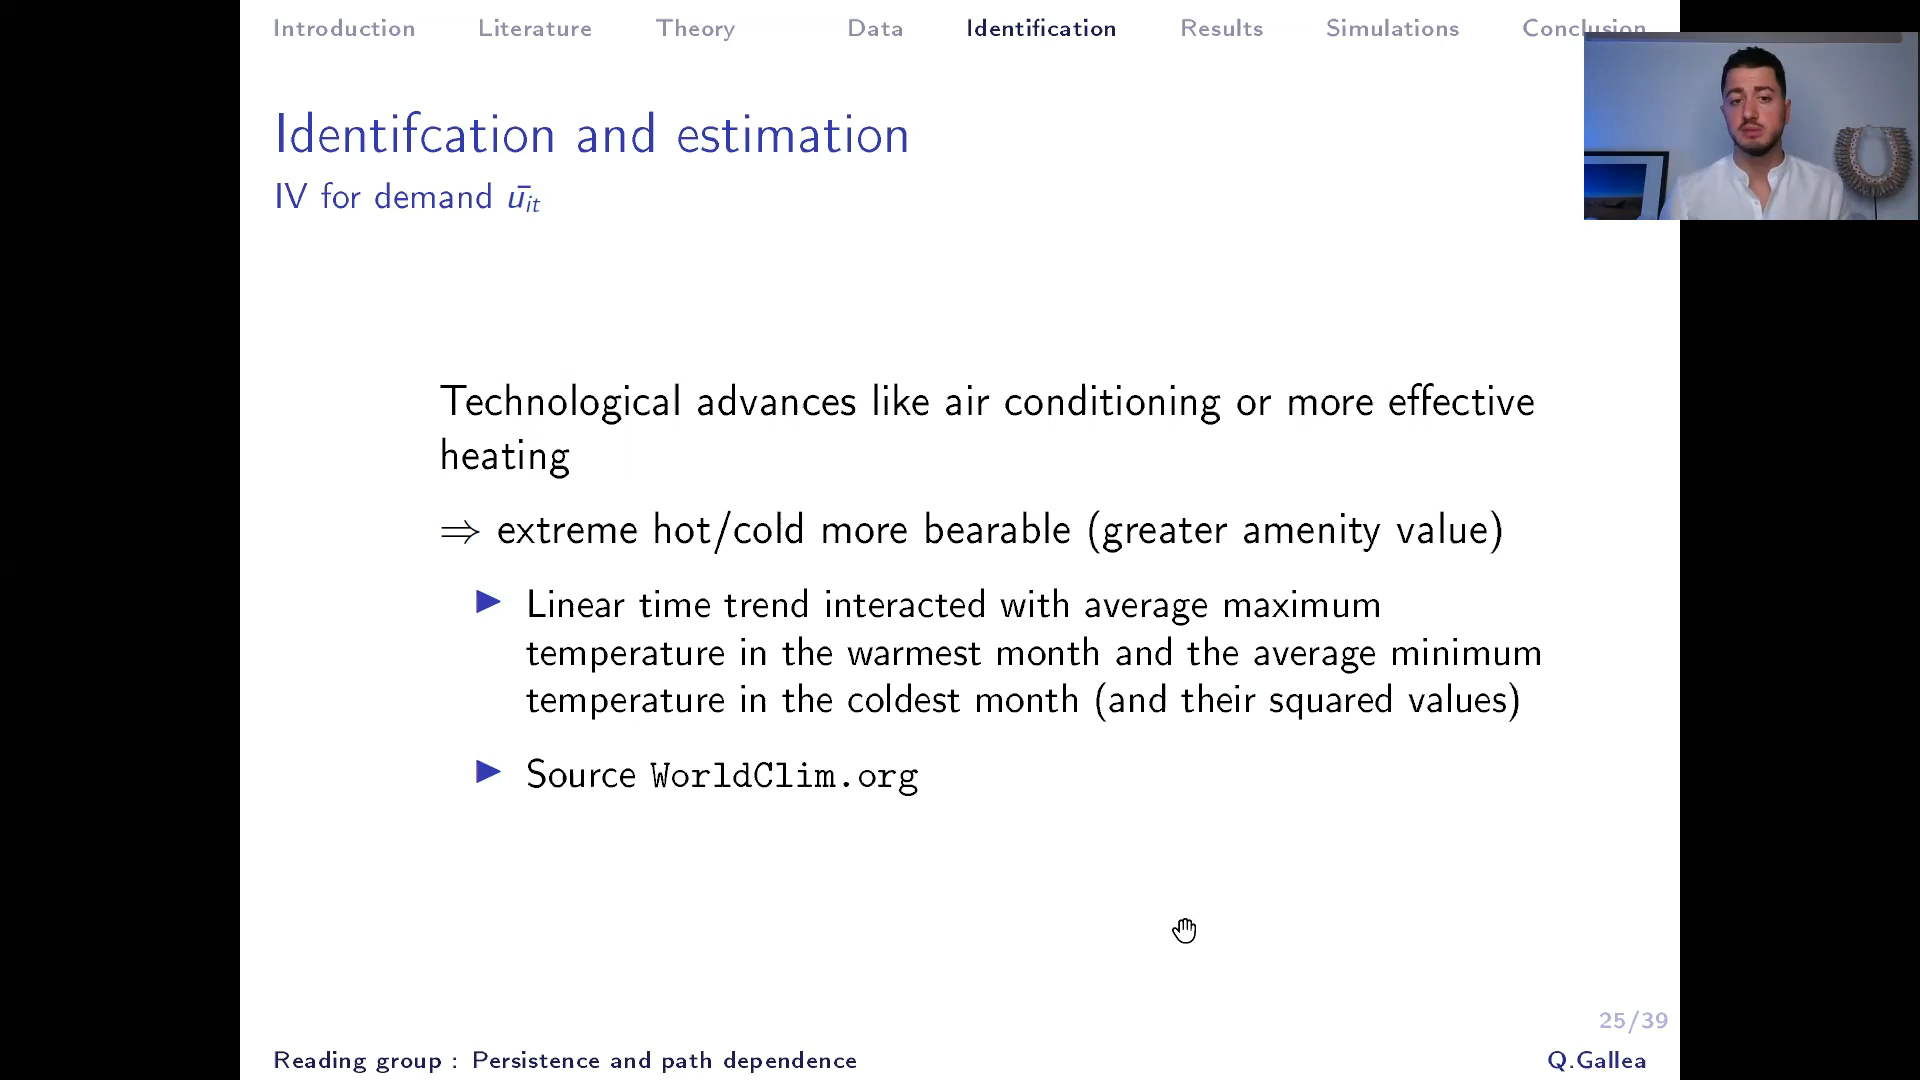 Introduction Literature Theory Data Identification Results Simulations Conclusion
Identifcation and estimation
IV for demand ū_it
Technological advances like air conditioning or more effective
heating
⇒ extreme hot/cold more bearable (greater amenity value)
▶ Linear time trend interacted with average maximum
temperature in the warmest month and the average minimum
temperature in the coldest month (and their squared values)
▶ Source WorldClim.org
25/39
Reading group : Persistence and path dependence Q.Gallea